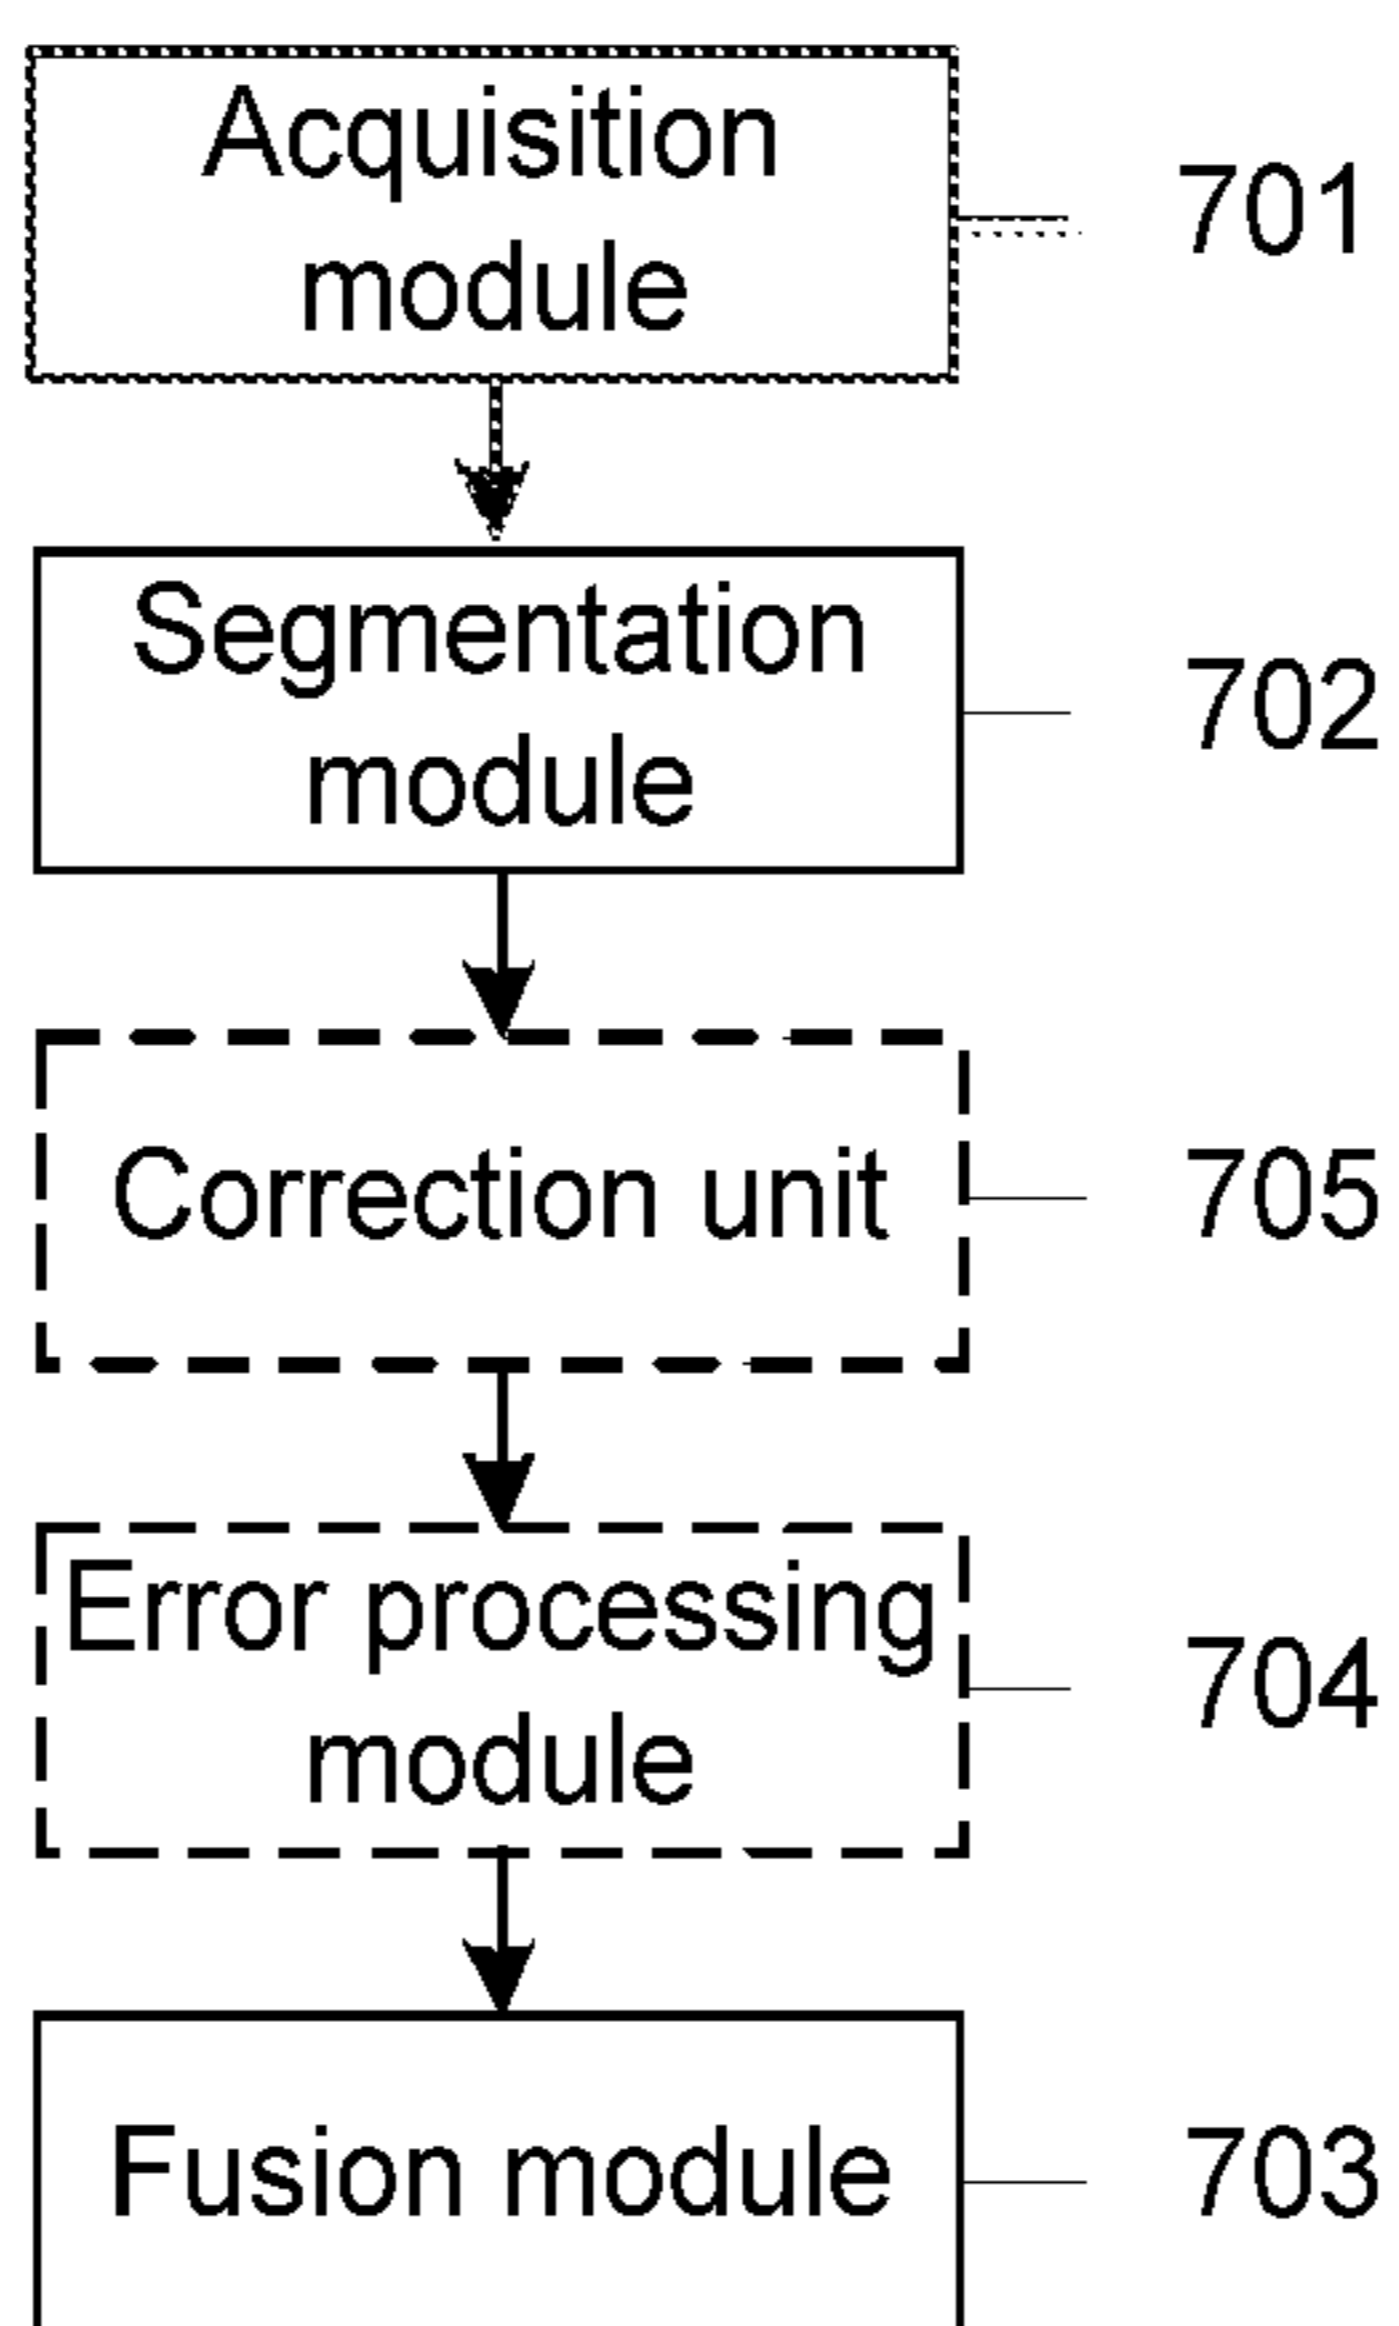 Acquisition
module
701
Segmentation
module
702
Correction unit
705
Error processing
module
704
Fusion module
703